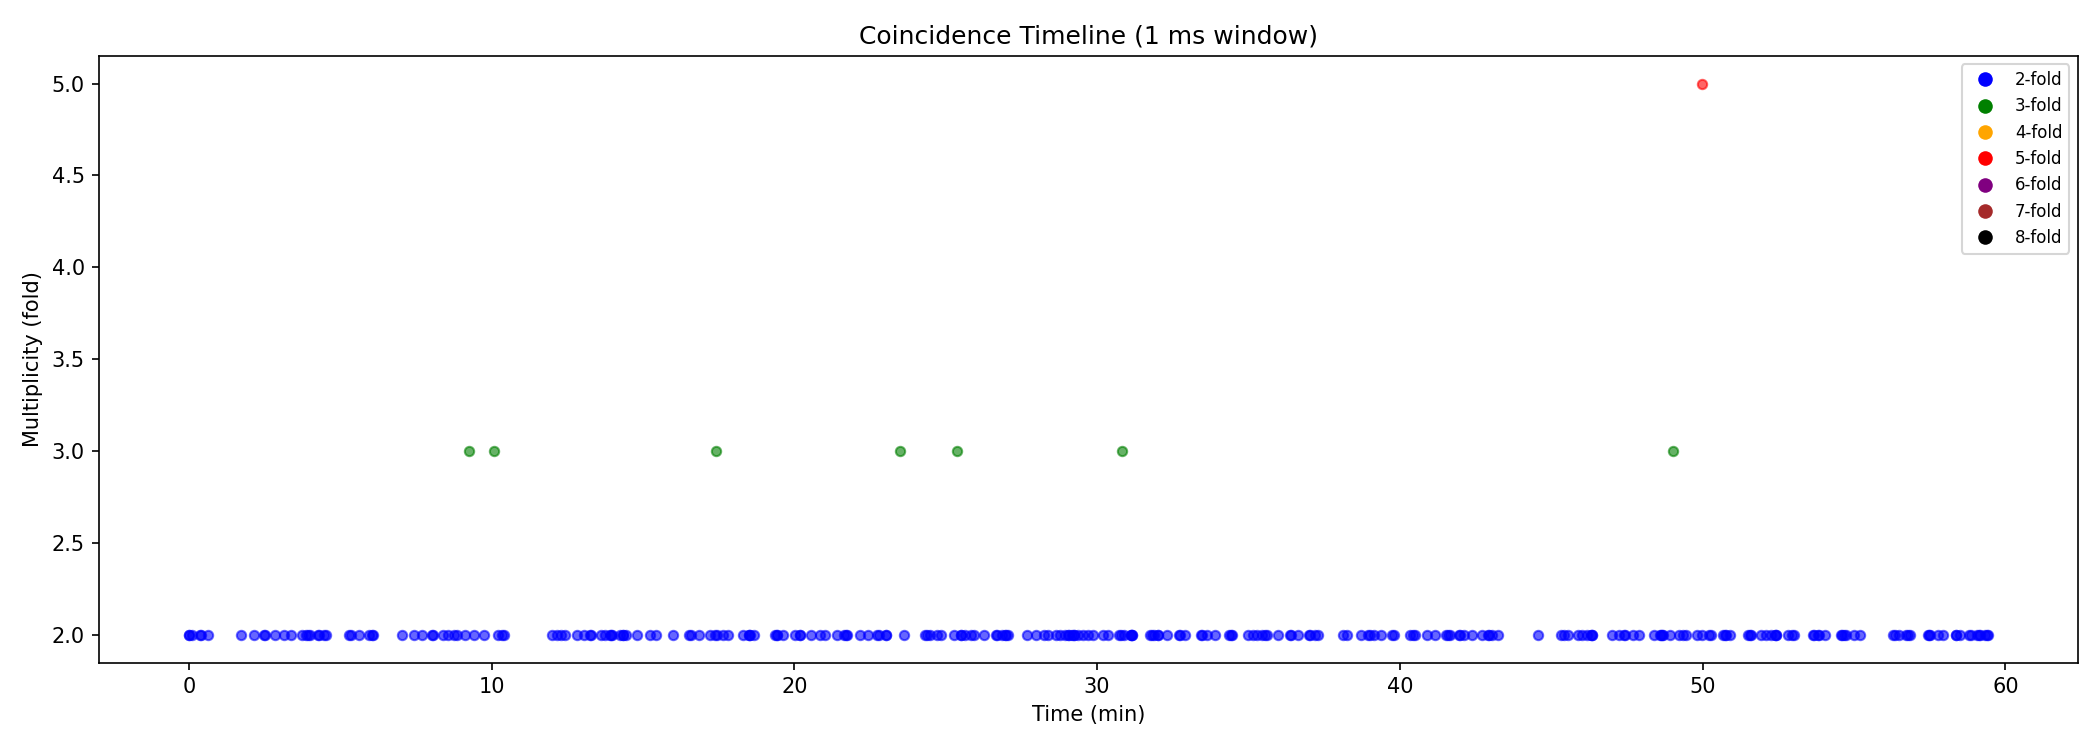 Coincidence Timeline (1 ms window)
Multiplicity (fold)
5.0
4.5
4.0
3.5
3.0
2.5
2.0
2-fold
3-fold
4-fold
5-fold
6-fold
7-fold
8-fold
0 10 20 30 40 50 60
Time (min)